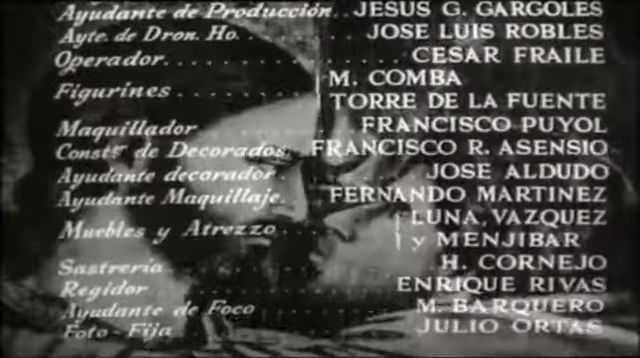 Ayudante de Producción.. JESUS G. GARGOLES
Ayte. de Dron. Ho. . JOSE LUIS ROBLES
Operador.......... CESAR FRAILE
Figurines......... M. COMBA
TORRE DE LA FUENTE
Maquillador....... FRANCISCO PUYOL
Constr de Decorados. FRANCISCO R. ASENSIO
Ayudante decorador. JOSE ALDUDO
Ayudante Maquillaje.. FERNANDO MARTINEZ
Muebles y Atrezzo.. LUNA, VAZQUEZ
y MENJIBAR
Sastrería......... H. CORNEJO
Regidor.......... ENRIQUE RIVAS
Ayudante de Foco.... M. BARQUERO
Foto-Fija......... JULIO ORTAS